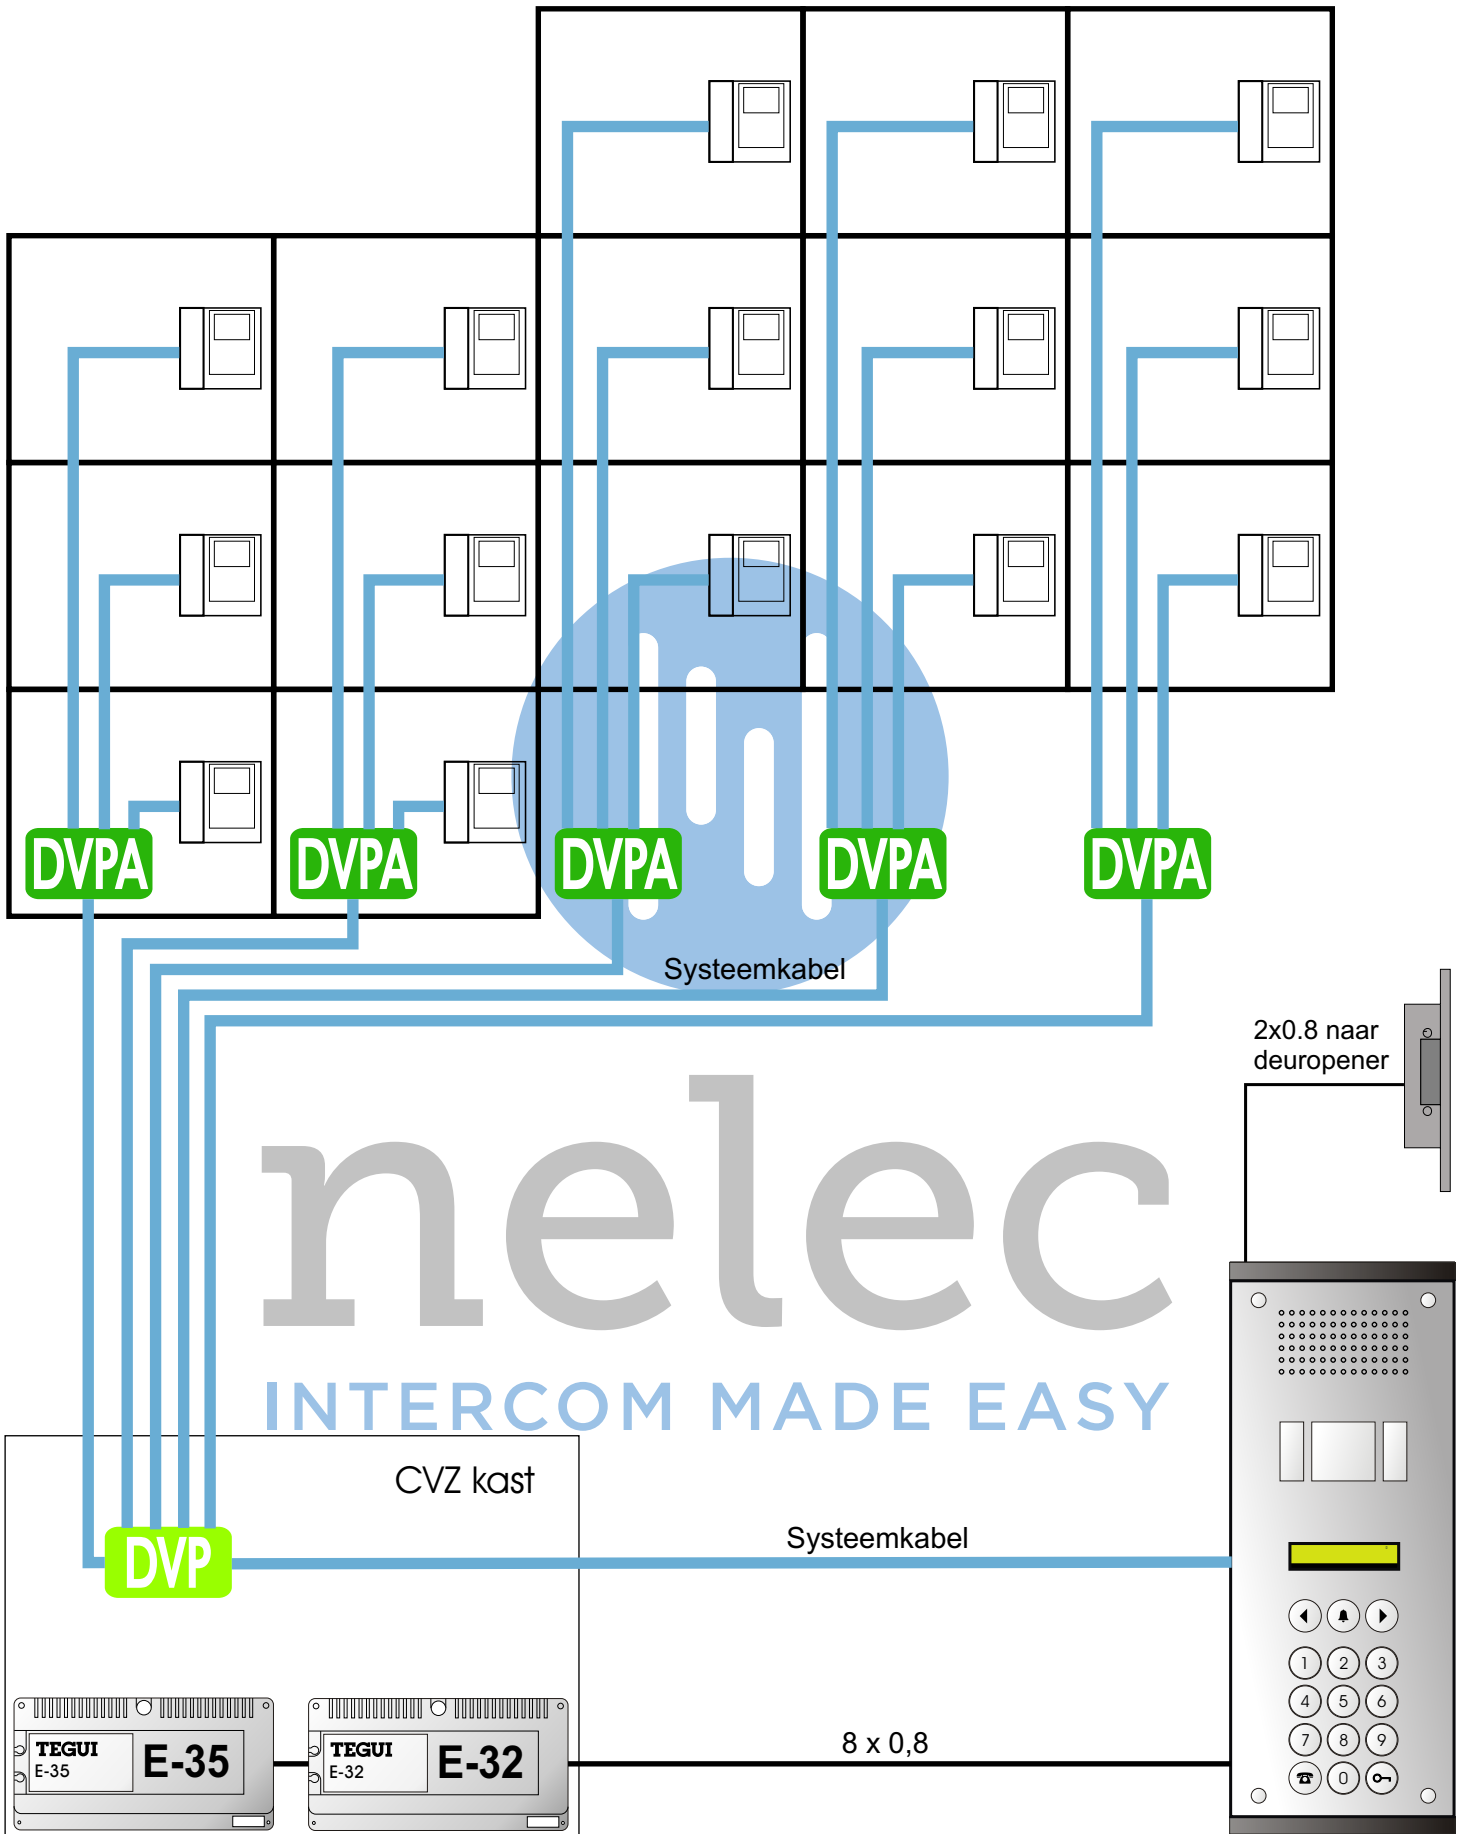 DVPA
DVPA
DVPA
DVPA
DVPA
Systeemkabel
2x0.8 naar
deuropener
nelec
INTERCOM MADE EASY
CVZ kast
DVP
Systeemkabel
1 2 3
4 5 6
7 8 9
0
TEGUI
E-35
E-35
TEGUI
E-32
E-32
8 x 0,8